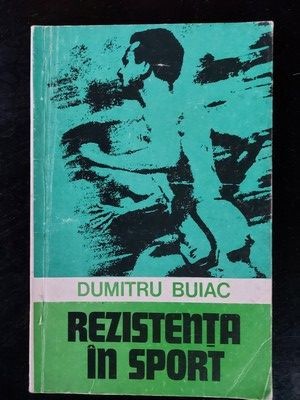 DUMITRU BUIAC
REZISTENȚA
ÎN SPORT